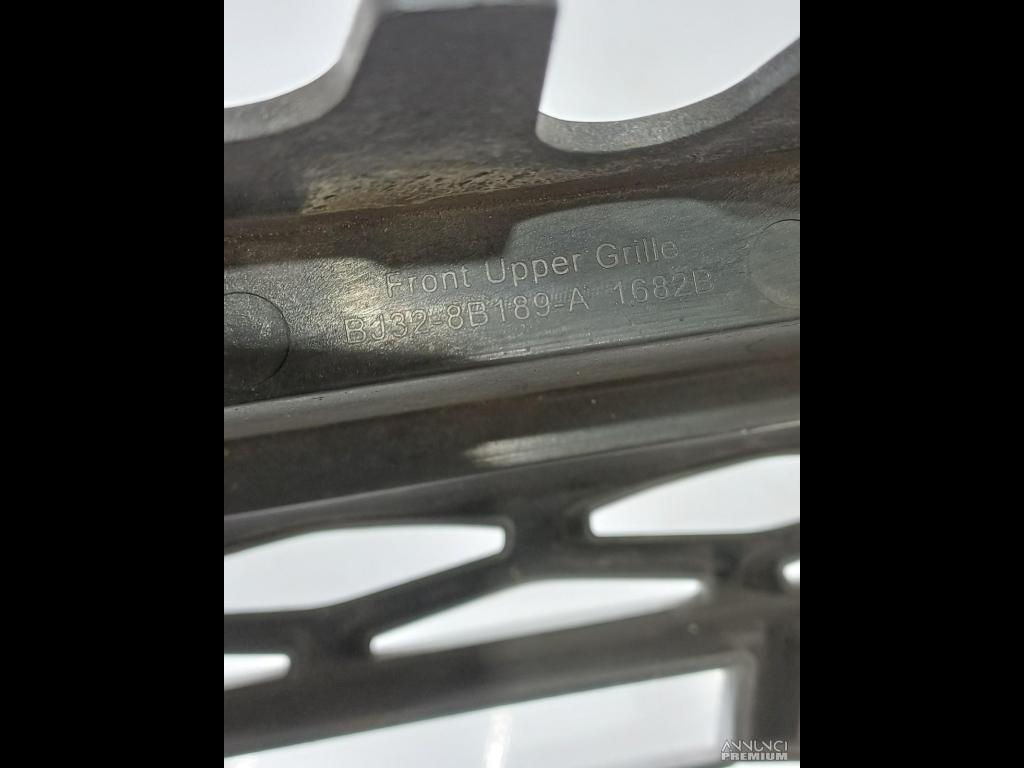 Front Upper Grille
BJ32-8B189-A 1682B
ANNUNCI
PREMIUM